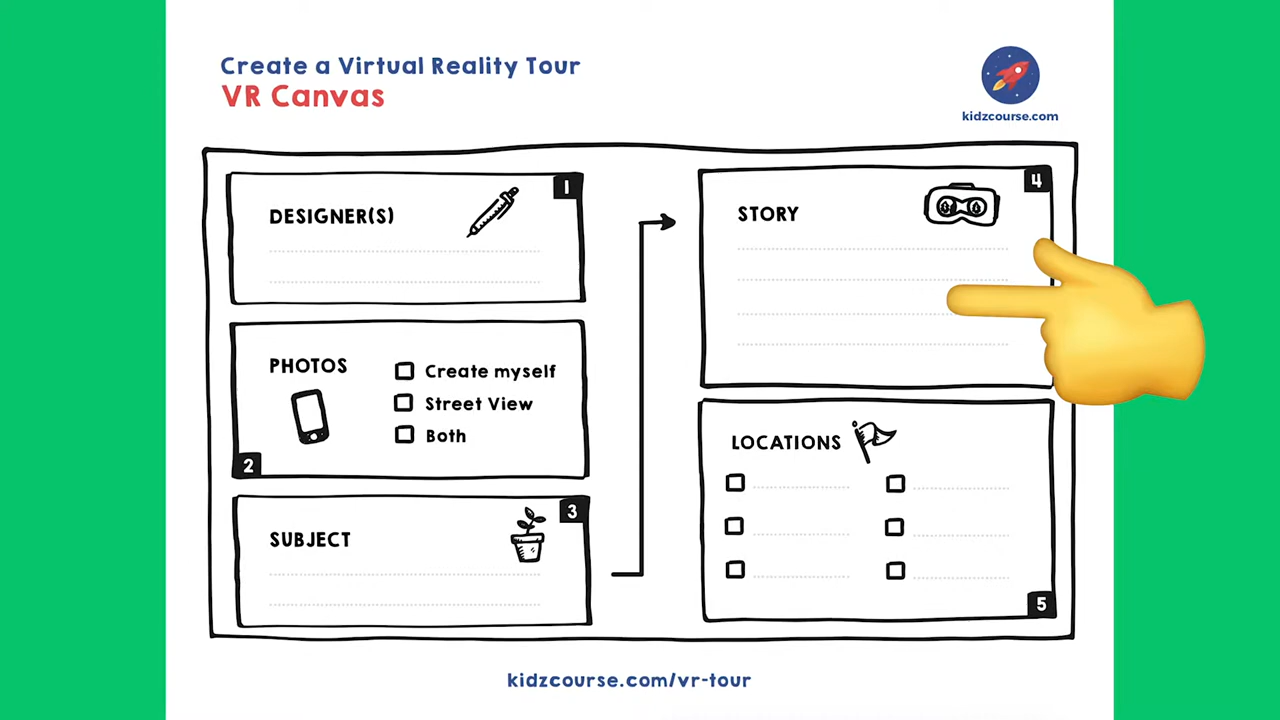 Create a Virtual Reality Tour
VR Canvas
kidzcourse.com
1
DESIGNER(S)
PHOTOS
Create myself
Street View
Both
2
3
SUBJECT
4
STORY
LOCATIONS
5
kidzcourse.com/vr-tour